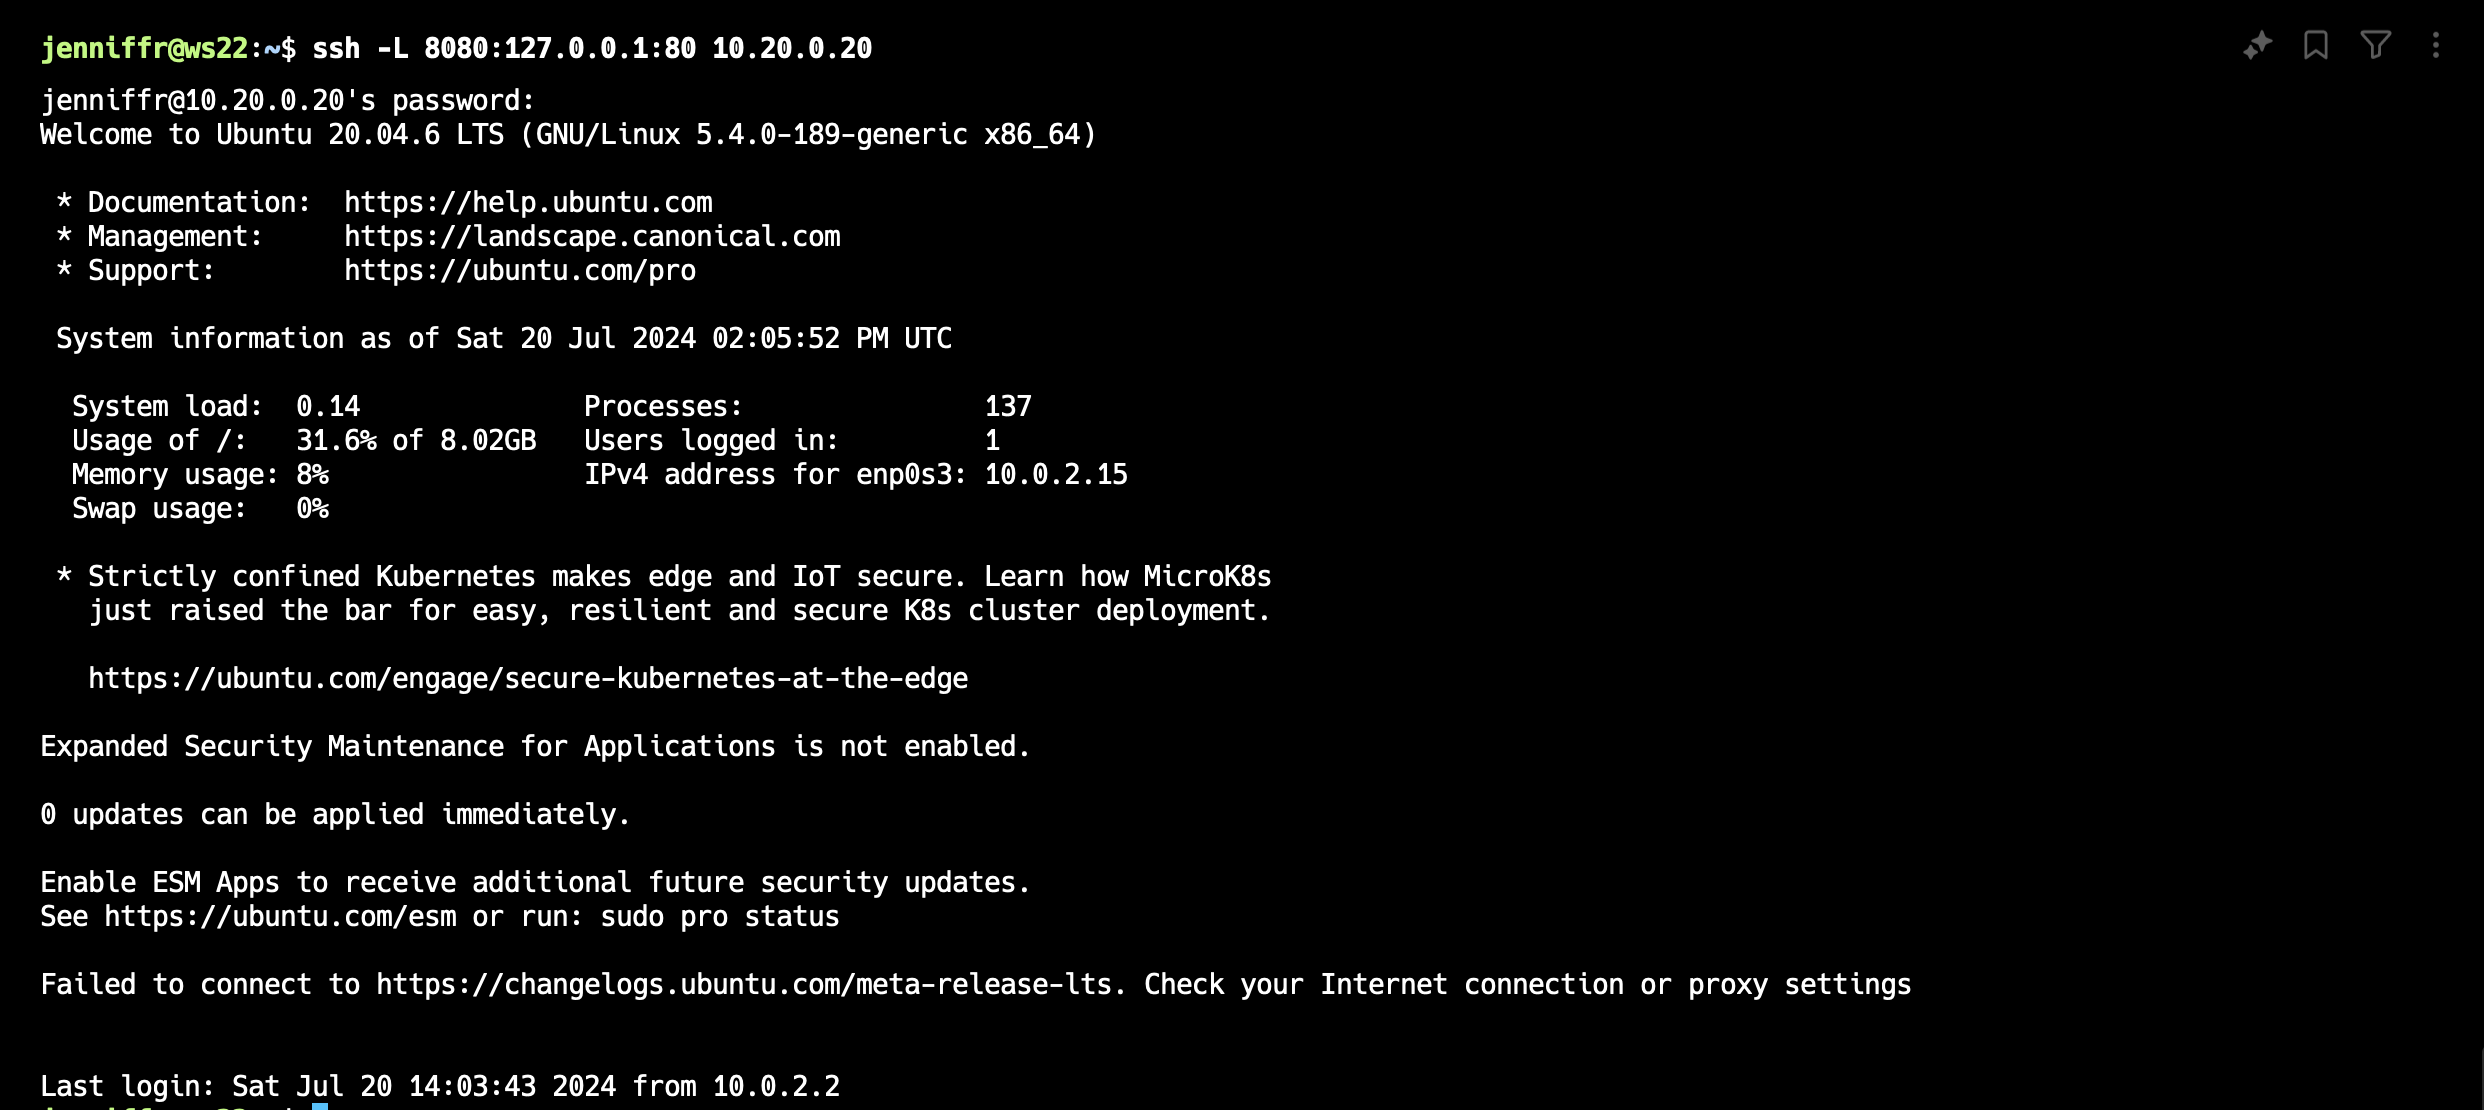 jenniffr@ws22:~$ ssh -L 8080:127.0.0.1:80 10.20.0.20
jenniffr@10.20.0.20's password:
Welcome to Ubuntu 20.04.6 LTS (GNU/Linux 5.4.0-189-generic x86_64)
* Documentation:  https://help.ubuntu.com
* Management:     https://landscape.canonical.com
* Support:        https://ubuntu.com/pro
System information as of Sat 20 Jul 2024 02:05:52 PM UTC
System load:  0.14              Processes:               137
Usage of /:   31.6% of 8.02GB   Users logged in:         1
Memory usage: 8%                IPv4 address for enp0s3: 10.0.2.15
Swap usage:   0%
* Strictly confined Kubernetes makes edge and IoT secure. Learn how MicroK8s
just raised the bar for easy, resilient and secure K8s cluster deployment.
https://ubuntu.com/engage/secure-kubernetes-at-the-edge
Expanded Security Maintenance for Applications is not enabled.
0 updates can be applied immediately.
Enable ESM Apps to receive additional future security updates.
See https://ubuntu.com/esm or run: sudo pro status
Failed to connect to https://changelogs.ubuntu.com/meta-release-lts. Check your Internet connection or proxy settings
Last login: Sat Jul 20 14:03:43 2024 from 10.0.2.2